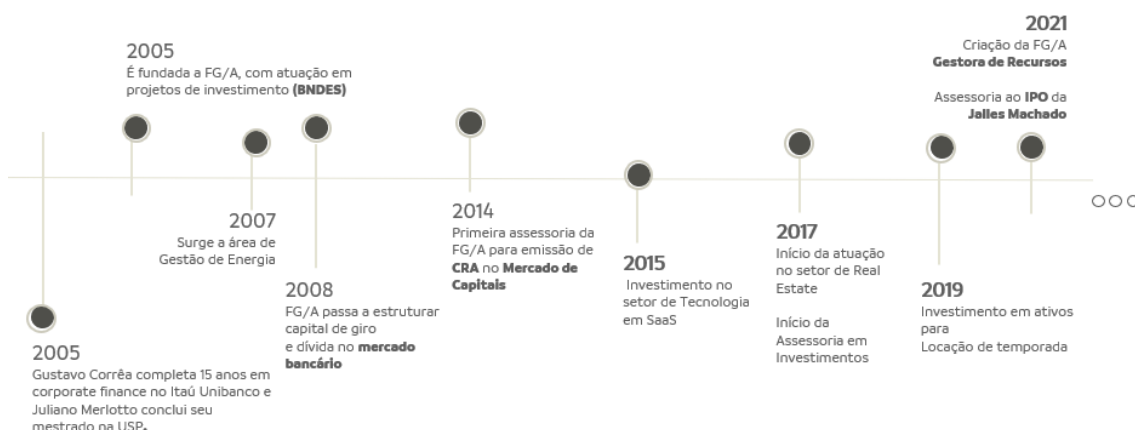 2005
Gustavo Corrêa completa 15 anos em
corporate finance no Itaú Unibanco e
Juliano Merlotto conclui seu
mestrado na USP.
2005
É fundada a FG/A, com atuação em
projetos de investimento (BNDES)
2007
Surge a área de
Gestão de Energia
2008
FG/A passa a estruturar
capital de giro
e dívida no mercado
bancário
2014
Primeira assessoria da
FG/A para emissão de
CRA no Mercado de
Capitais
2015
Investimento no
setor de Tecnologia
em SaaS
2017
Início da atuação
no setor de Real
Estate
Início da
Assessoria em
Investimentos
2019
Investimento em ativos
para
Locação de temporada
2021
Criação da FG/A
Gestora de Recursos
Assessoria ao IPO da
Jalles Machado